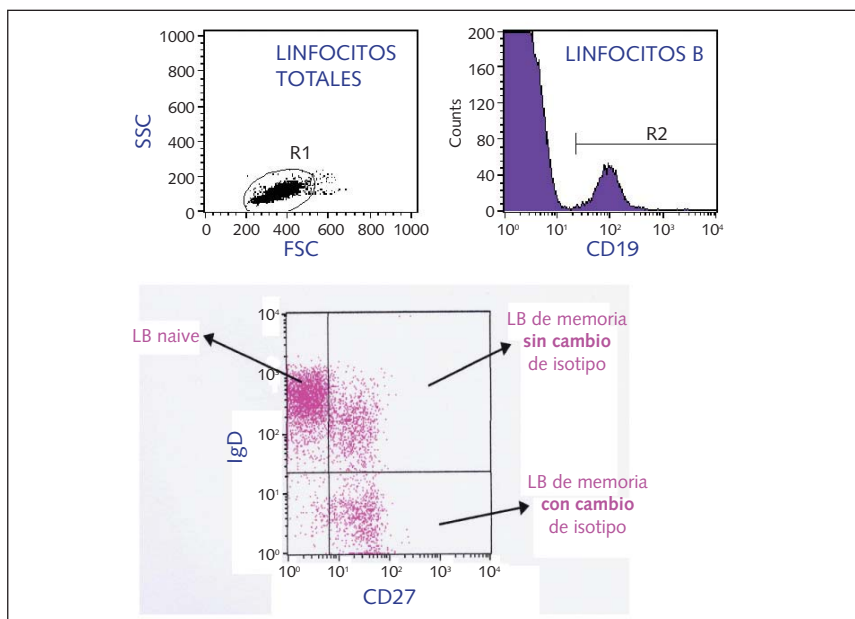 LINFOCITOS
TOTALES
SSC
1000
800
600
400
200
0
R1
0 200 400 600 800 1000
FSC
LINFOCITOS B
Counts
200
160
120
80
40
0
R2
10⁰ 10¹ 10² 10³ 10⁴
CD19
LB naive
LB de memoria
sin cambio
de isotipo
IgD
10⁴
10³
10²
10¹
10⁰
LB de memoria
con cambio
de isotipo
10⁰ 10¹ 10² 10³ 10⁴
CD27